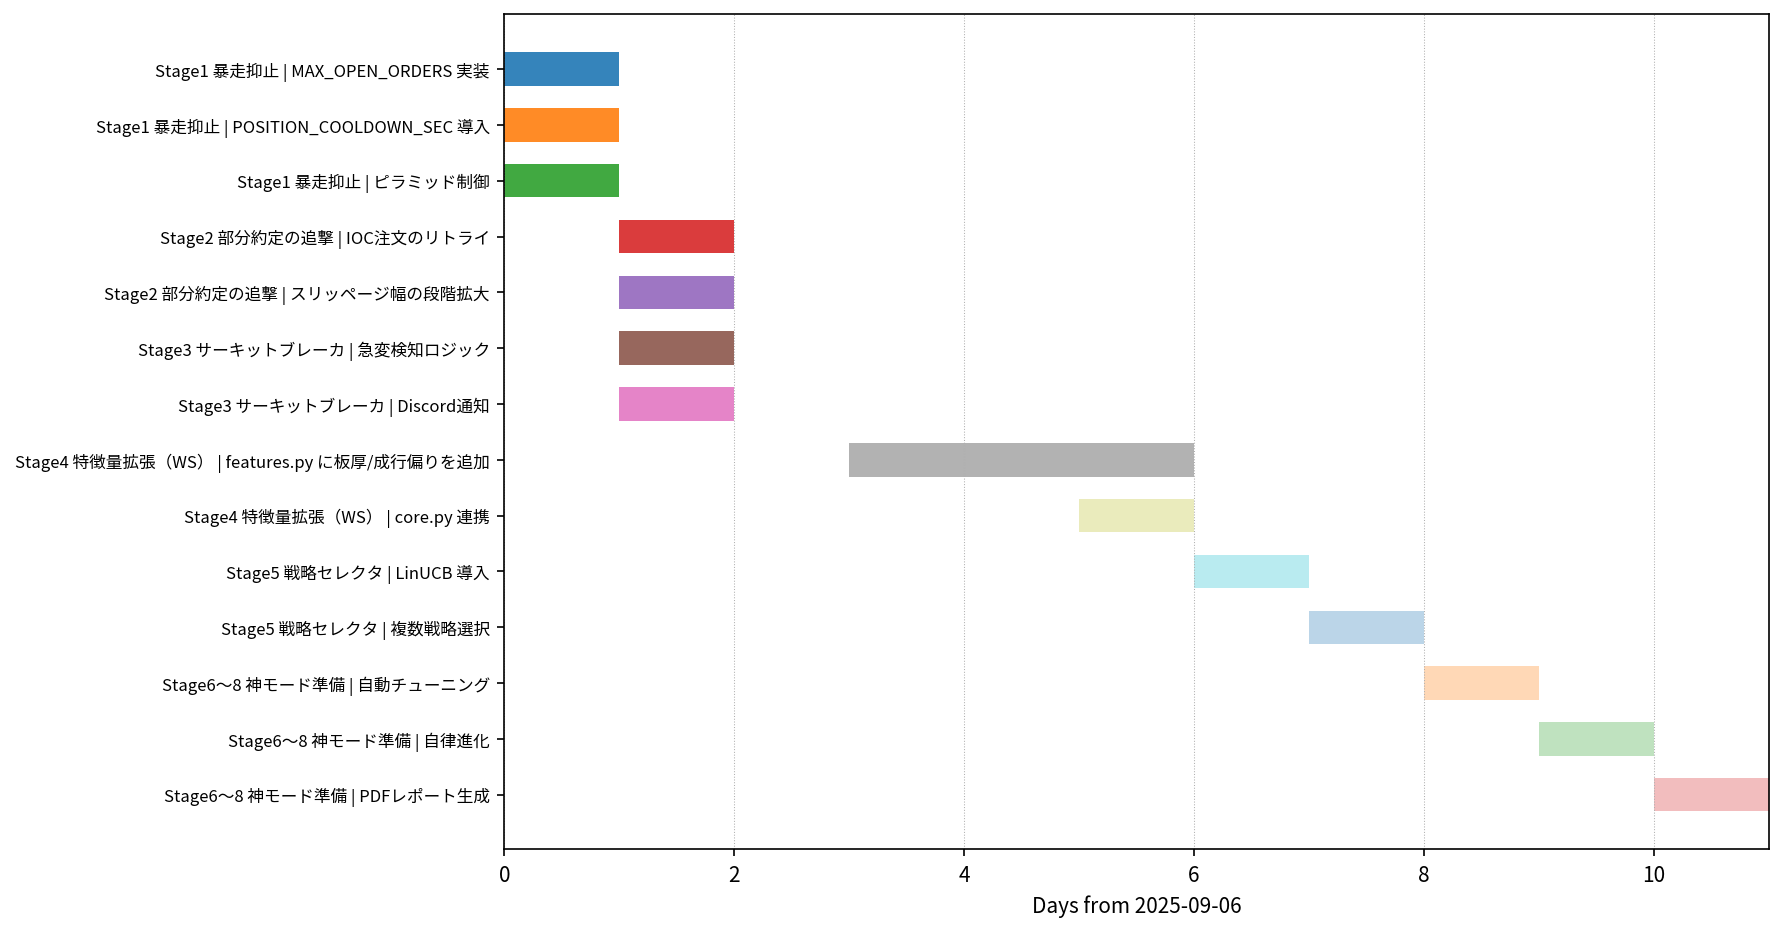 Stage1 暴走抑止 | MAX_OPEN_ORDERS 実装
Stage1 暴走抑止 | POSITION_COOLDOWN_SEC 導入
Stage1 暴走抑止 | ピラミッド制御
Stage2 部分約定の追撃 | IOC注文のリトライ
Stage2 部分約定の追撃 | スリッページ幅の段階拡大
Stage3 サーキットブレーカ | 急変検知ロジック
Stage3 サーキットブレーカ | Discord通知
Stage4 特徴量拡張（WS） | features.py に板厚/成行偏りを追加
Stage4 特徴量拡張（WS） | core.py 連携
Stage5 戦略セレクタ | LinUCB 導入
Stage5 戦略セレクタ | 複数戦略選択
Stage6〜8 神モード準備 | 自動チューニング
Stage6〜8 神モード準備 | 自律進化
Stage6〜8 神モード準備 | PDFレポート生成
0 2 4 6 8 10
Days from 2025-09-06